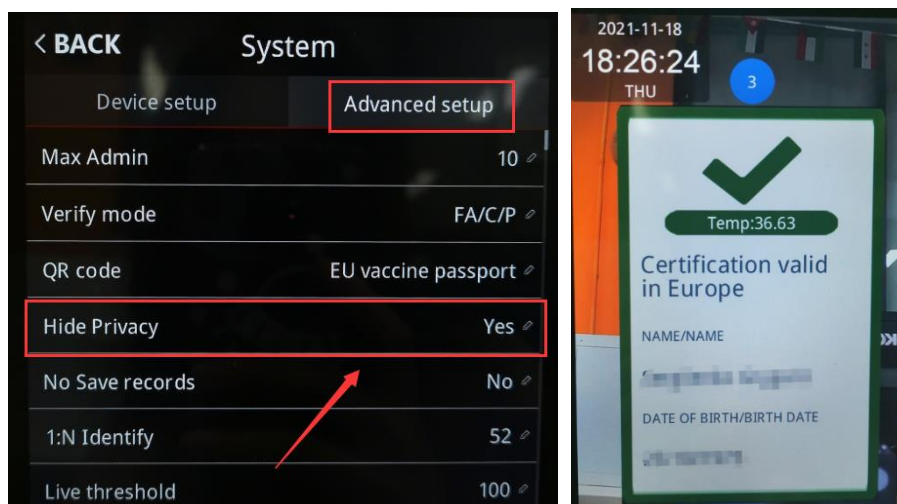 < BACK
System
Device setup
Advanced setup
Max Admin 10
Verify mode FA/C/P
QR code EU vaccine passport
Hide Privacy Yes
No Save records No
1:N Identify 52
Live threshold 100
2021-11-18
18:26:24
THU
3
Temp:36.63
Certification valid
in Europe
NAME/NAME
DATE OF BIRTH/BIRTH DATE